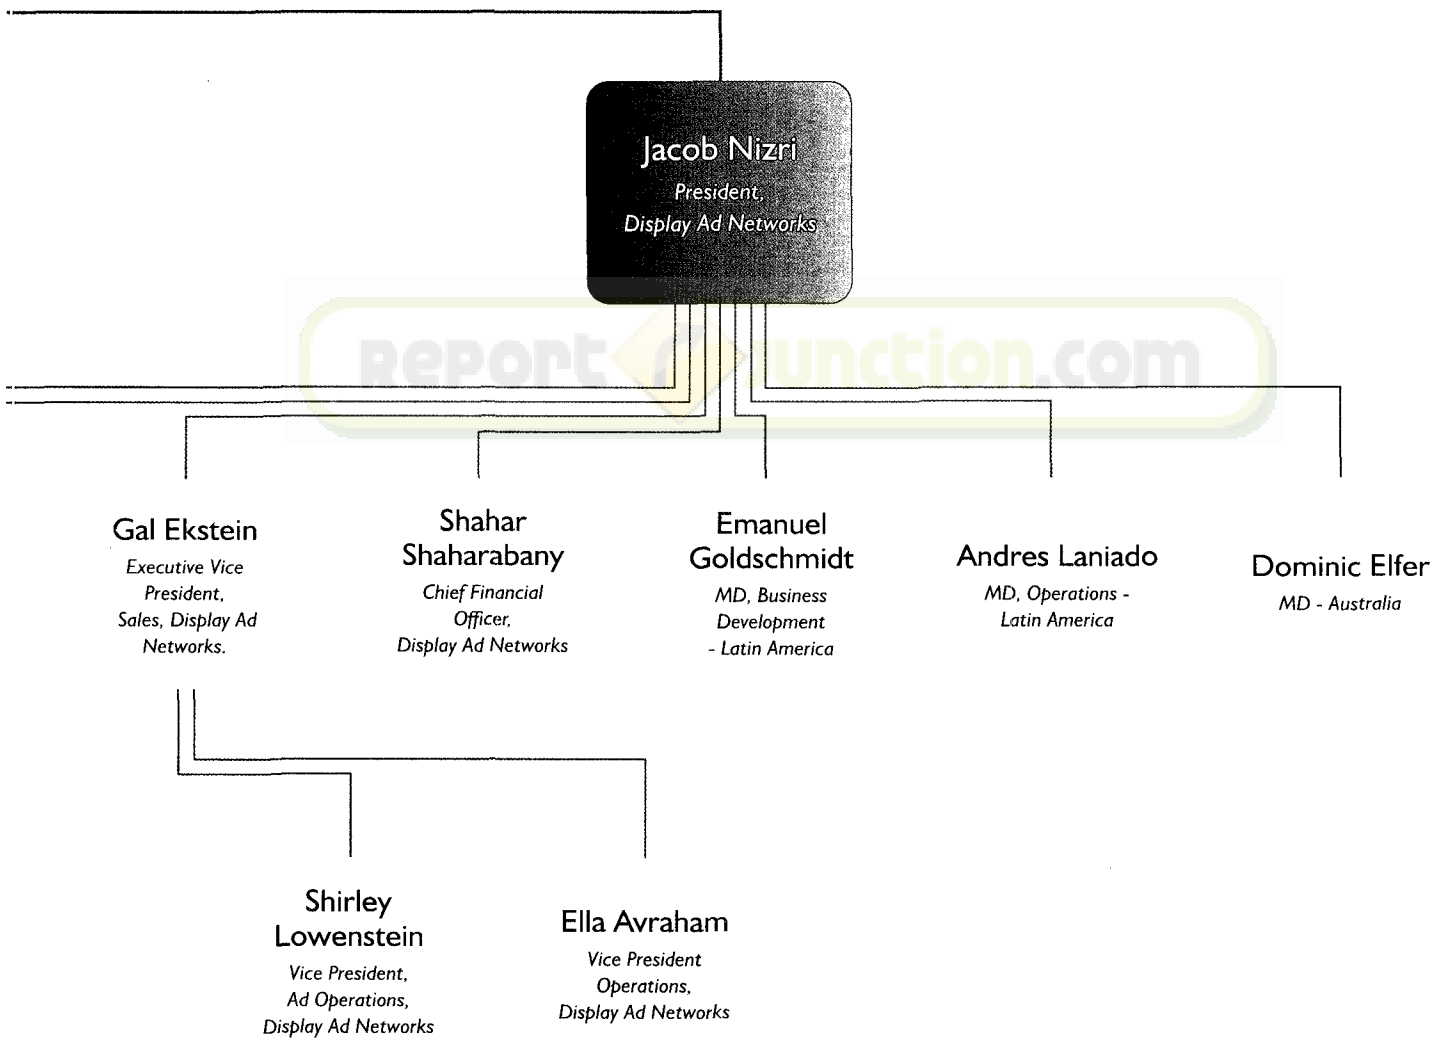 Jacob Nizri
President,
Display Ad Networks
Report Junction.com
Gal Ekstein
Executive Vice
President,
Sales, Display Ad
Networks.
Shahar
Shaharabany
Chief Financial
Officer,
Display Ad Networks
Emanuel
Goldschmidt
MD, Business
Development
- Latin America
Andres Laniado
MD, Operations -
Latin America
Dominic Elfer
MD - Australia
Shirley
Lowenstein
Vice President,
Ad Operations,
Display Ad Networks
Ella Avraham
Vice President
Operations,
Display Ad Networks